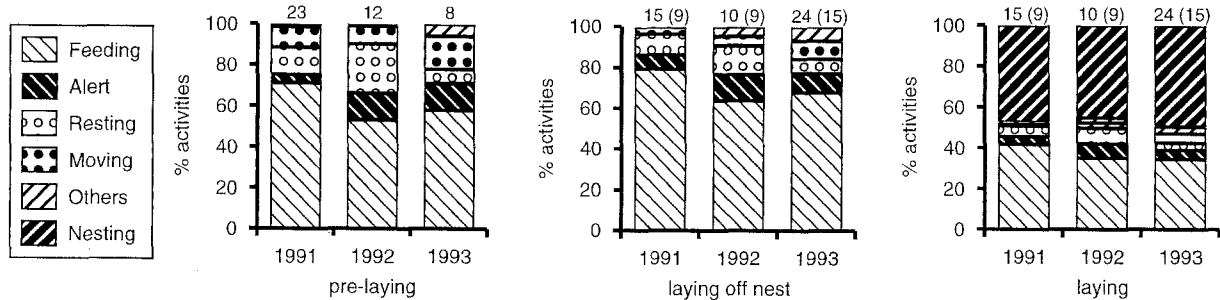 Feeding
Alert
Resting
Moving
Others
Nesting
% activities
100
80
60
40
20
0
23 12 8
1991 1992 1993
pre-laying
% activities
100
80
60
40
20
0
15 (9) 10 (9) 24 (15)
1991 1992 1993
laying off nest
% activities
100
80
60
40
20
0
15 (9) 10 (9) 24 (15)
1991 1992 1993
laying